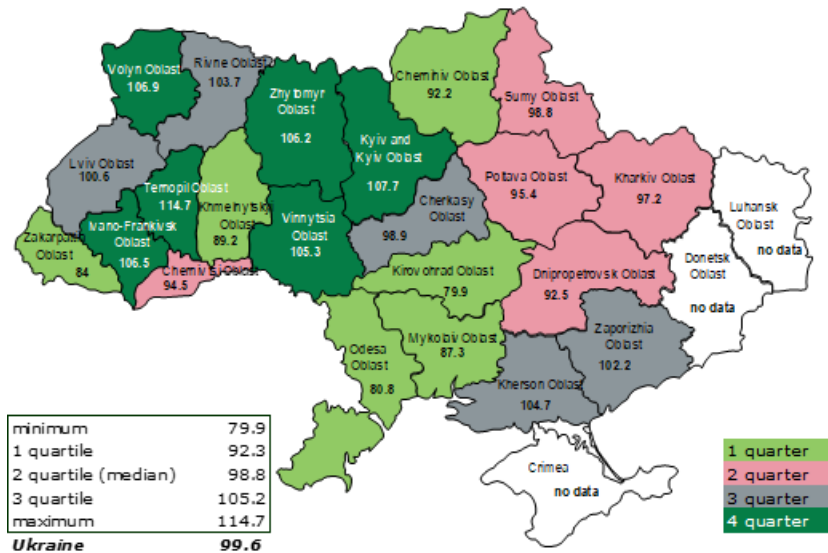 Volyn Oblast
106.9
Rivne Oblast
103.7
Zhytomyr
Oblast
106.2
Kyiv and
Kyiv Oblast
107.7
Chernihiv Oblast
92.2
Sumy Oblast
98.8
Lviv Oblast
100.6
Ternopil Oblast
114.7
Khmelnytskyi
Oblast
89.2
Vinnytsia
Oblast
105.3
Cherkasy
Oblast
98.9
Poltava Oblast
95.4
Kharkiv Oblast
97.2
Luhansk
Oblast
no data
Donetsk
Oblast
no data
Zakarpattia
Oblast
84
Ivano-Frankivsk
Oblast
106.5
Chernivtsi Oblast
94.5
Kirovohrad Oblast
79.9
Dnipropetrovsk Oblast
92.5
Zaporizhia
Oblast
102.2
Odesa
Oblast
80.8
Mykolaiv Oblast
87.3
Kherson Oblast
104.7
Crimea
no data
minimum 79.9
1 quartile 92.3
2 quartile (median) 98.8
3 quartile 105.2
maximum 114.7
Ukraine 99.6
1 quarter
2 quarter
3 quarter
4 quarter